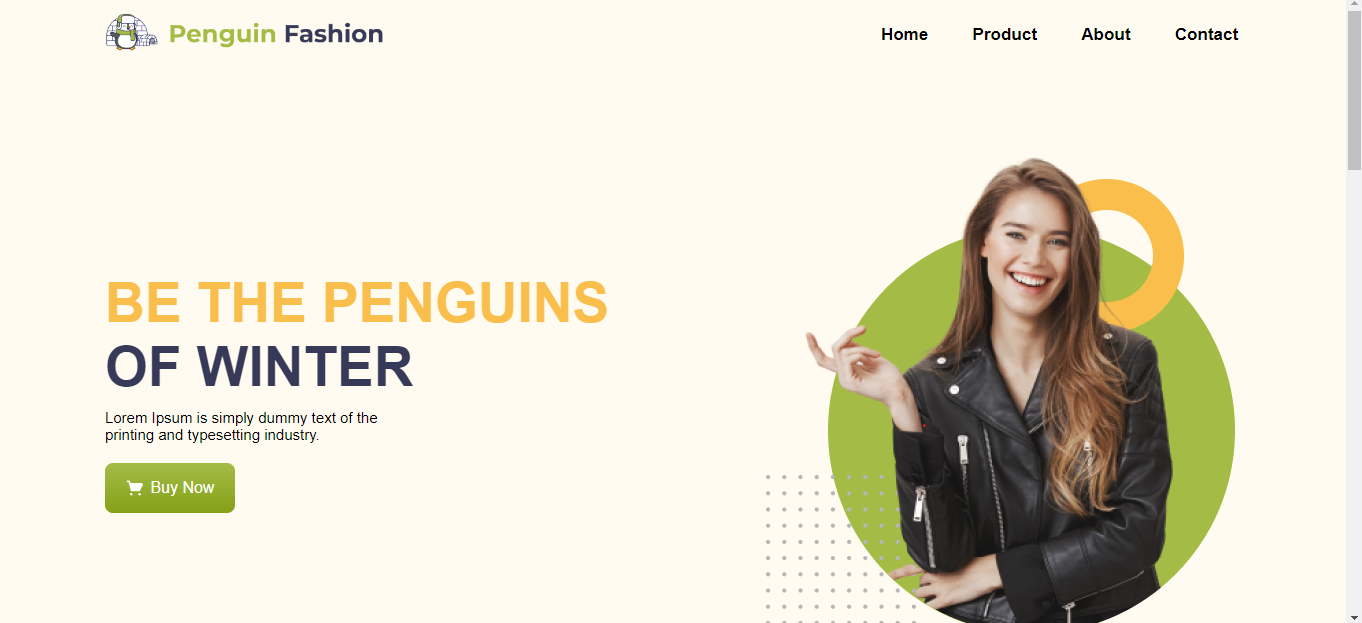 Penguin Fashion
Home Product About Contact
BE THE PENGUINS
OF WINTER
Lorem Ipsum is simply dummy text of the
printing and typesetting industry.
Buy Now